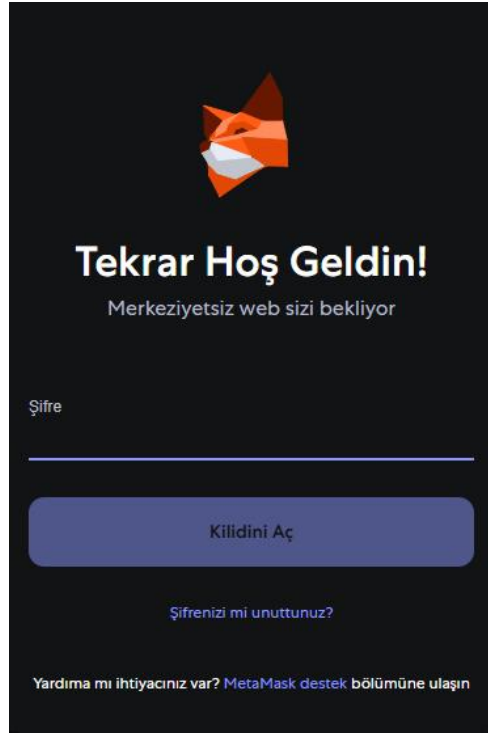 Tekrar Hoş Geldin!
Merkeziyetsiz web sizi bekliyor
Şifre
Kilidini Aç
Şifrenizi mi unuttunuz?
Yardıma mı ihtiyacınız var? MetaMask destek bölümüne ulaşın